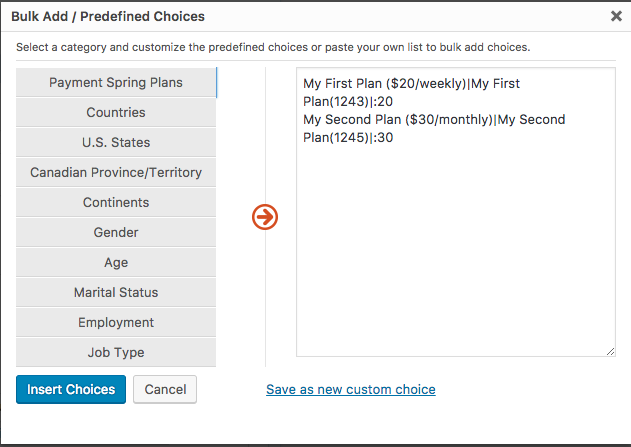 Bulk Add / Predefined Choices
Select a category and customize the predefined choices or paste your own list to bulk add choices.
Payment Spring Plans
Countries
U.S. States
Canadian Province/Territory
Continents
Gender
Age
Marital Status
Employment
Job Type
My First Plan ($20/weekly)|My First
Plan(1243)|:20
My Second Plan ($30/monthly)|My Second
Plan(1245)|:30
Insert Choices
Cancel
Save as new custom choice